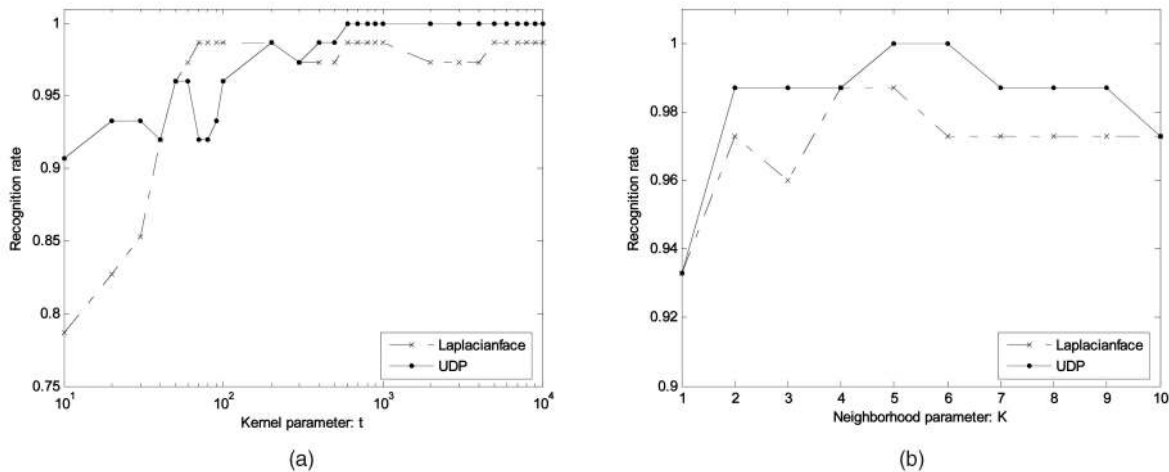 1
0.95
0.9
0.85
0.8
0.75
Recognition rate
10^1
10^2
10^3
10^4
Kernel parameter: t
Laplacianface
UDP
(a)
1
0.98
0.96
0.94
0.92
0.9
Recognition rate
1 2 3 4 5 6 7 8 9 10
Neighborhood parameter: K
Laplacianface
UDP
(b)